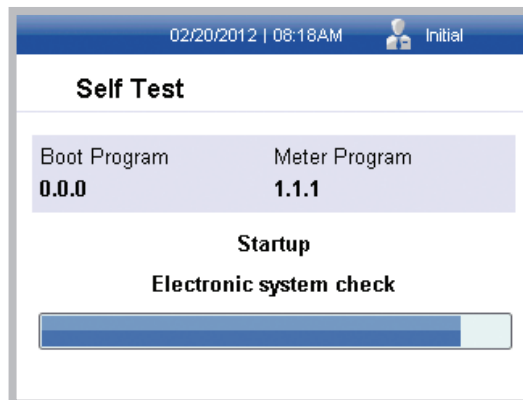 02/20/2012 | 08:18AM Initial
Self Test
Boot Program Meter Program
0.0.0 1.1.1
Startup
Electronic system check